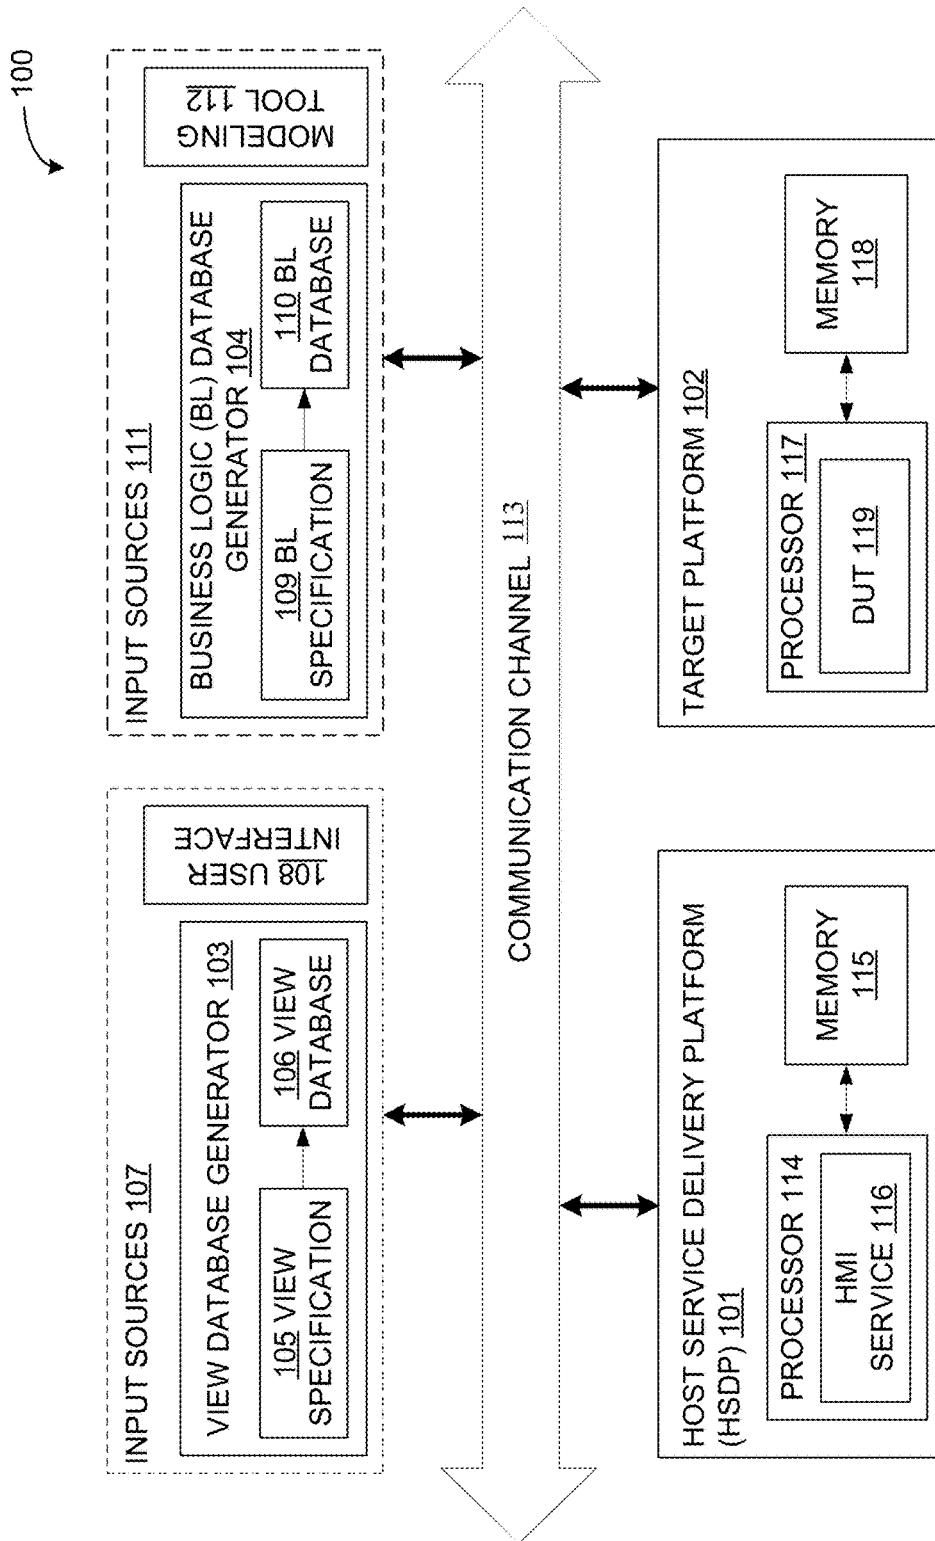 100
INPUT SOURCES 107
VIEW DATABASE GENERATOR 103
105 VIEW
SPECIFICATION
106 VIEW
DATABASE
108 USER
INTERFACE
INPUT SOURCES 111
BUSINESS LOGIC (BL) DATABASE
GENERATOR 104
109 BL
SPECIFICATION
110 BL
DATABASE
MODELING
TOOL 112
COMMUNICATION CHANNEL 113
HOST SERVICE DELIVERY PLATFORM
(HSDP) 101
PROCESSOR 114
HMI
SERVICE 116
MEMORY
115
TARGET PLATFORM 102
PROCESSOR 117
DUT 119
MEMORY
118